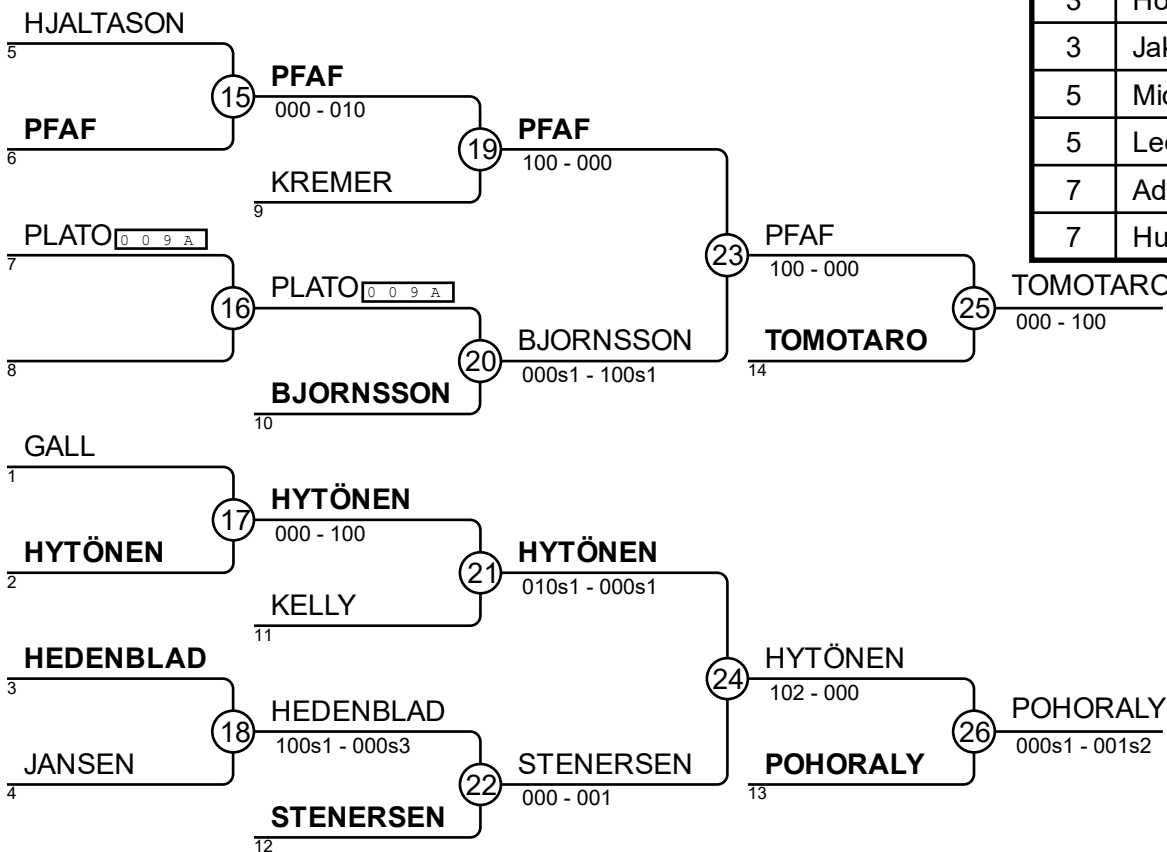 HJALTASON
5
15
PFAF
000 - 010
PFAF
6
19
PFAF
100 - 000
KREMER
9
PLATO 0 0 9 A
7
16
PLATO 0 0 9 A
8
20
BJORNSSON
000s1 - 100s1
BJORNSSON
10
23
PFAF
100 - 000
25
TOMOTARO
000 - 100
TOMOTARO
14
GALL
1
17
HYTÖNEN
000 - 100
HYTÖNEN
2
21
HYTÖNEN
010s1 - 000s1
KELLY
11
HEDENBLAD
3
18
HEDENBLAD
100s1 - 000s3
JANSEN
4
22
STENERSEN
000 - 001
STENERSEN
12
24
HYTÖNEN
102 - 000
26
POHORALY
000s1 - 001s2
POHORALY
13
3
3
5
5
7
7